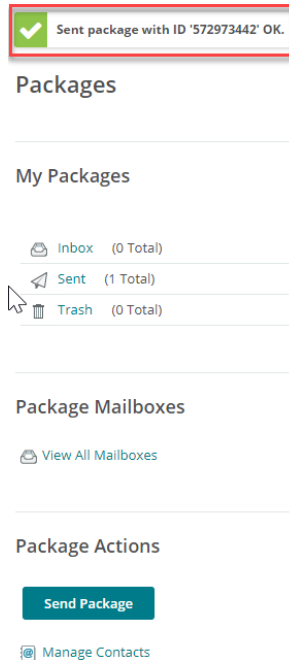 Sent package with ID '572973442' OK.
Packages
My Packages
Inbox (0 Total)
Sent (1 Total)
Trash (0 Total)
Package Mailboxes
View All Mailboxes
Package Actions
Send Package
Manage Contacts